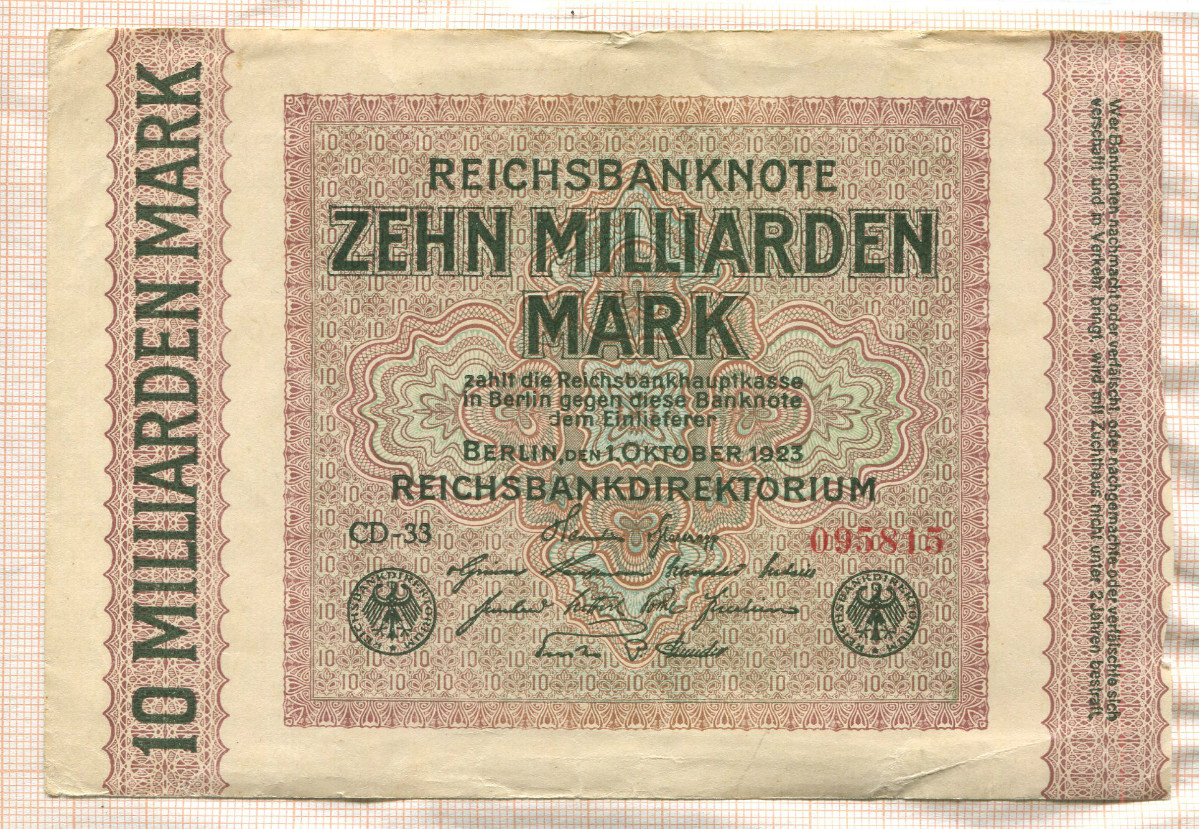 10 MILLIARDEN MARK
REICHSBANKNOTE
ZEHN MILLIARDEN
MARK
zahlt die Reichsbankhauptkasse
in Berlin gegen diese Banknote
dem Einlieferer
BERLIN, DEN 1. OKTOBER 1923
REICHSBANKDIREKTORIUM
CD-33
095815
REICHSBANKDIREKTORIUM
REICHSBANKDIREKTORIUM
Wer Banknoten nachmacht oder verfälscht, oder nachgemachte oder verfälschte sich
verschafft und in Verkehr bringt, wird mit Zuchthaus nicht unter 2 Jahren bestraft.